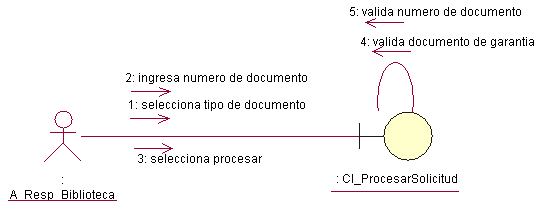 5: valida numero de documento
4: valida documento de garantia
2: ingresa numero de documento
1: selecciona tipo de documento
3: selecciona procesar
:
A_Resp_Biblioteca
: CI_ProcesarSolicitud